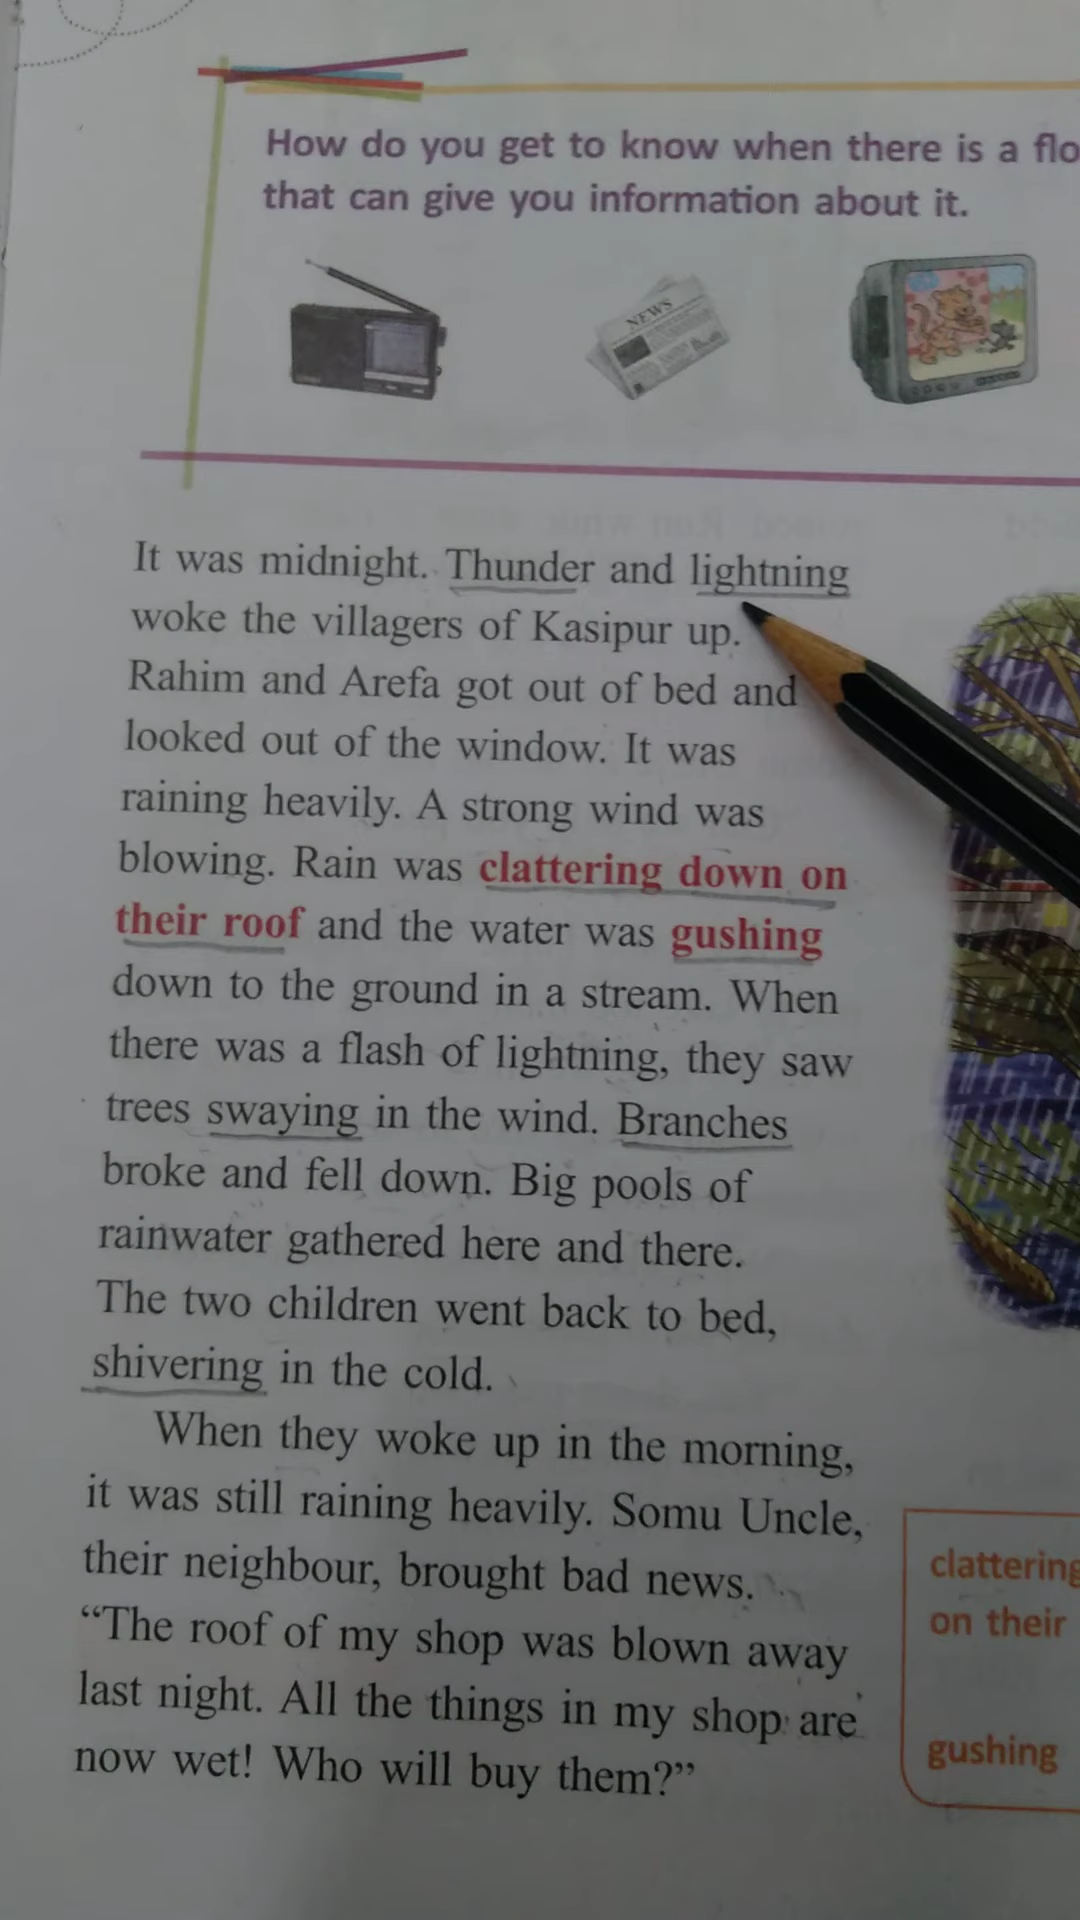 How do you get to know when there is a flo
that can give you information about it.
NEWS
It was midnight. Thunder and lightning
woke the villagers of Kasipur up.
Rahim and Arefa got out of bed and
looked out of the window. It was
raining heavily. A strong wind was
blowing. Rain was clattering down on
their roof and the water was gushing
down to the ground in a stream. When
there was a flash of lightning, they saw
trees swaying in the wind. Branches
broke and fell down. Big pools of
rainwater gathered here and there.
The two children went back to bed,
shivering in the cold.
When they woke up in the morning,
it was still raining heavily. Somu Uncle,
their neighbour, brought bad news.
“The roof of my shop was blown away
last night. All the things in my shop are
now wet! Who will buy them?”
clattering
on their
gushing